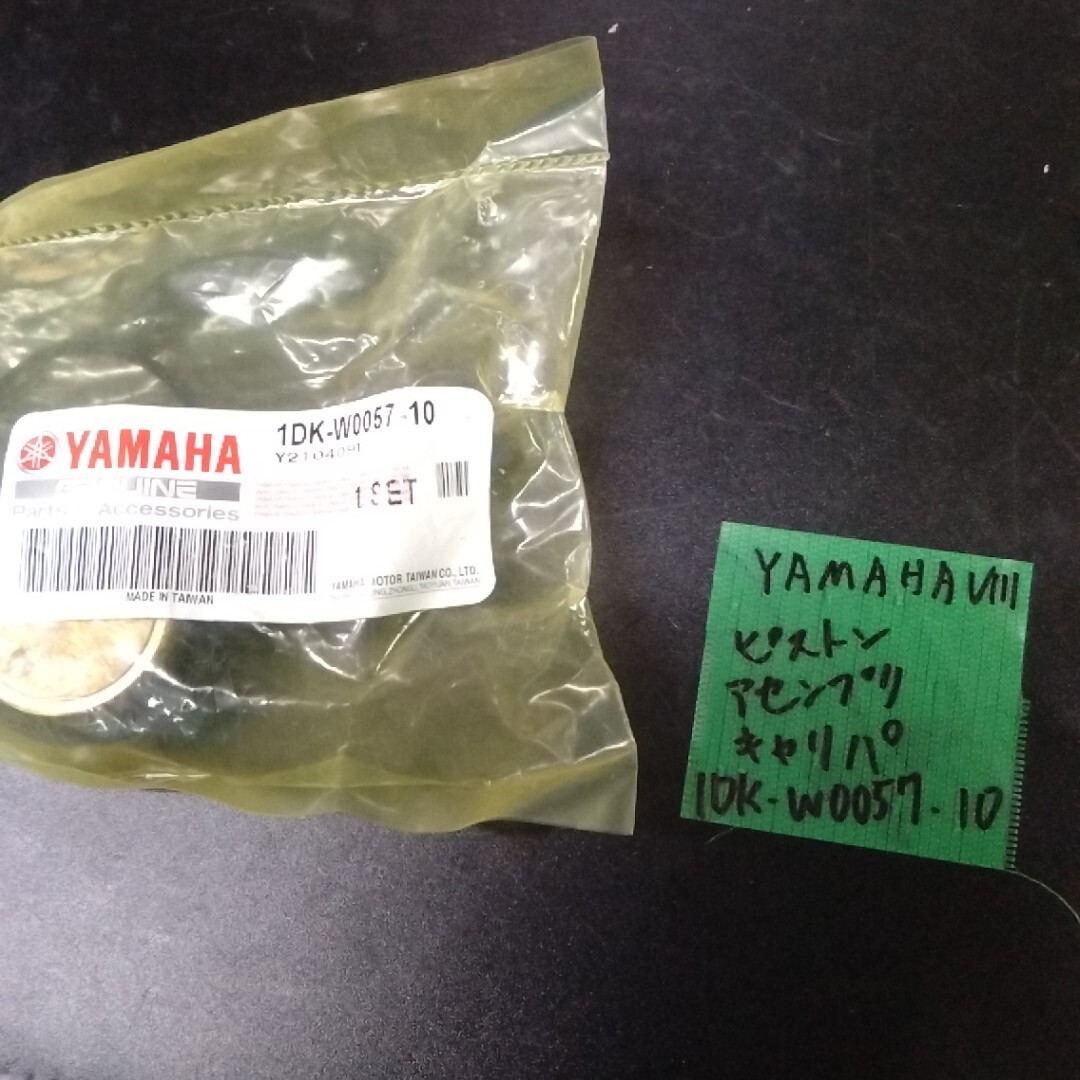 YAMAHA
1DK-W0057-10
GENUINE
Parts Accessories
1SET
MADE IN TAIWAN
YAMAHA MOTOR TAIWAN CO., LTD.
YAMAHA VIII
ピストン
アセンブリ
キャリパ
1DK-W0057-10